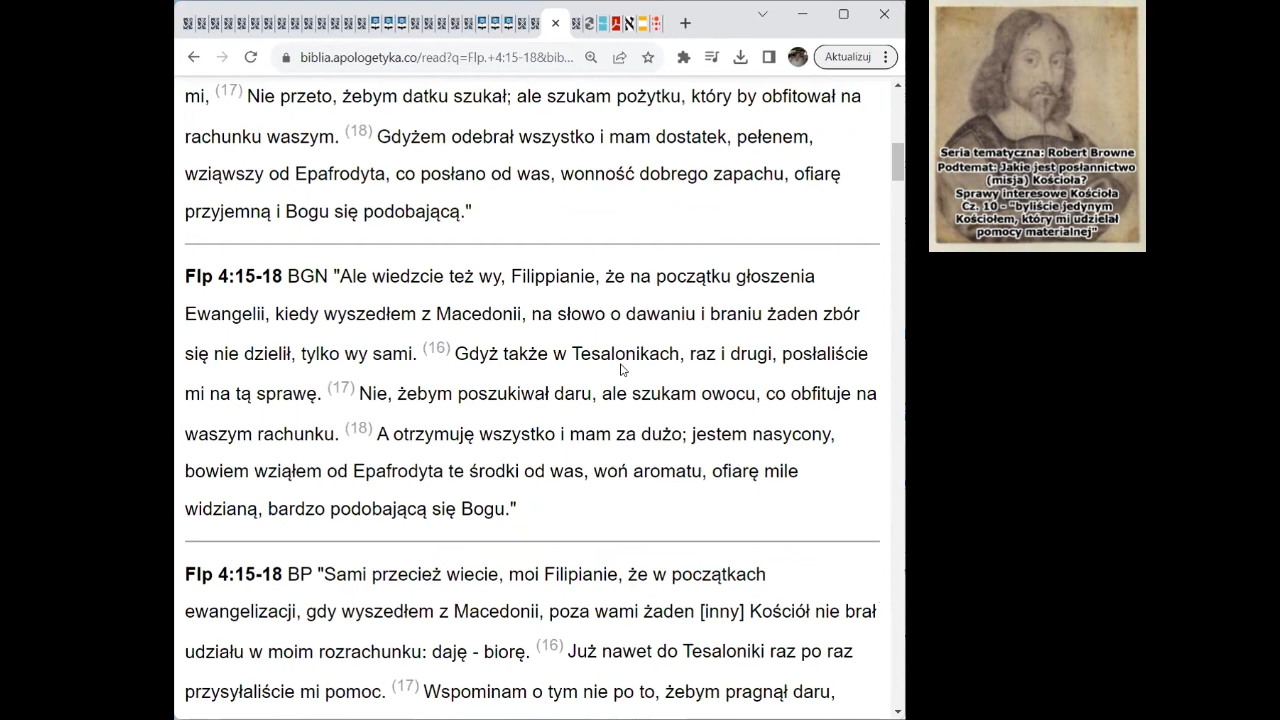 biblia.apologetyka.co/read?q=Flp.+4:15-18&bib...
Aktualizuj
mi, (17) Nie przeto, żebym datku szukał; ale szukam pożytku, który by obfitował na
rachunku waszym. (18) Gdyżem odebrał wszystko i mam dostatek, pełenem,
wziąwszy od Epafrodyta, co posłano od was, wonność dobrego zapachu, ofiarę
przyjemną i Bogu się podobającą."
Flp 4:15-18 BGN "Ale wiedzcie też wy, Filippianie, że na początku głoszenia
Ewangelii, kiedy wyszedłem z Macedonii, na słowo o dawaniu i braniu żaden zbór
się nie dzielił, tylko wy sami. (16) Gdyż także w Tesalonikach, raz i drugi, posłaliście
mi na tą sprawę. (17) Nie, żebym poszukiwał daru, ale szukam owocu, co obfituje na
waszym rachunku. (18) A otrzymuję wszystko i mam za dużo; jestem nasycony,
bowiem wziąłem od Epafrodyta te środki od was, woń aromatu, ofiarę mile
widzianą, bardzo podobającą się Bogu."
Flp 4:15-18 BP "Sami przecież wiecie, moi Filipianie, że w początkach
ewangelizacji, gdy wyszedłem z Macedonii, poza wami żaden [inny] Kościół nie brał
udziału w moim rozrachunku: daję - biorę. (16) Już nawet do Tesaloniki raz po raz
przysyłaliście mi pomoc. (17) Wspominam o tym nie po to, żebym pragnął daru,
Seria tematyczna: Robert Browne
Podtemat: Jakie jest posłannictwo
(misja) Kościoła?
Sprawy interesowe Kościoła
Cz. 10 - "byliście jedynym
Kościołem, który mi udzielał
pomocy materialnej"